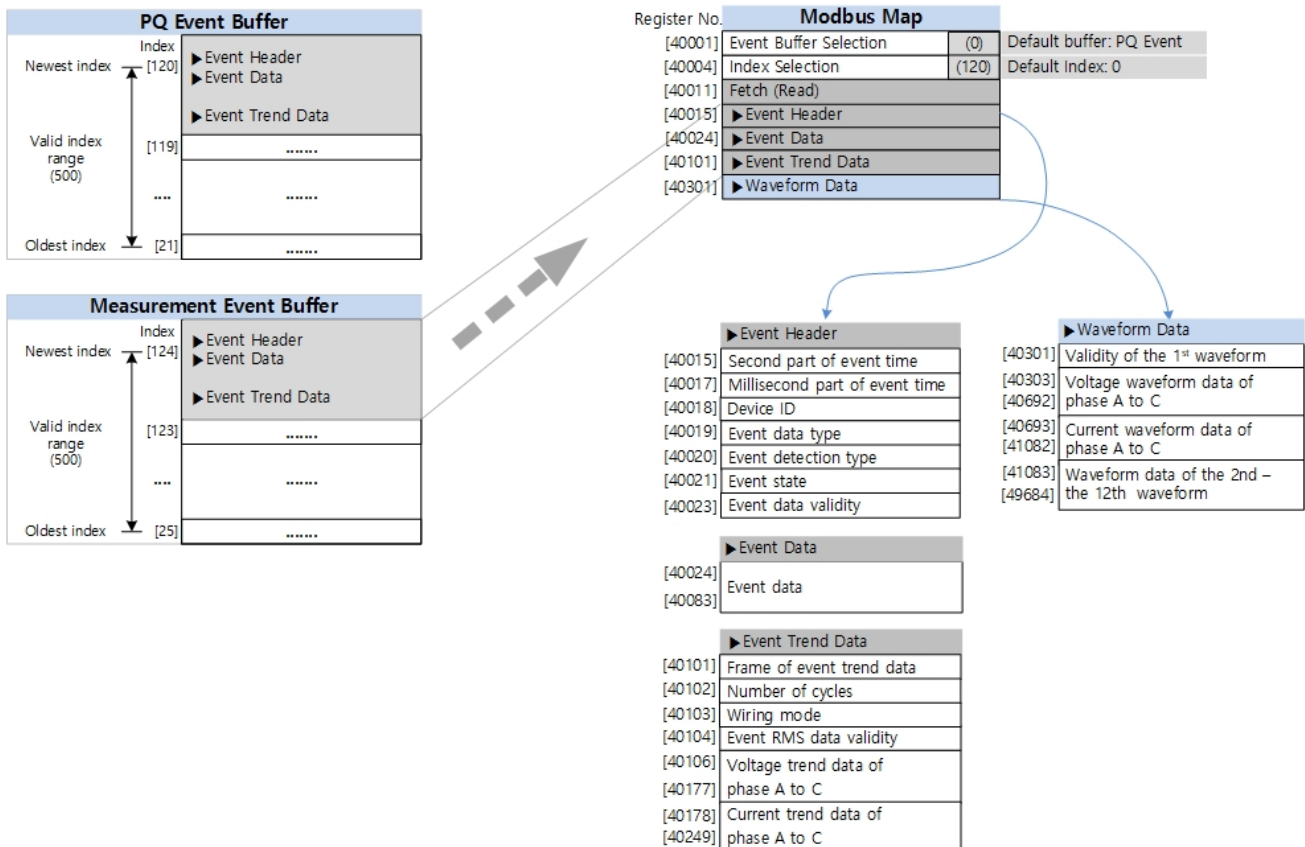 PQ Event Buffer
Index
Newest index [120]
▶Event Header
▶Event Data
▶Event Trend Data
Valid index
range
(500)
[119] .......
.... .......
Oldest index [21] .......
Measurement Event Buffer
Index
Newest index [124]
▶Event Header
▶Event Data
▶Event Trend Data
Valid index
range
(500)
[123] .......
.... .......
Oldest index [25] .......
Register No. Modbus Map
[40001] Event Buffer Selection (0) Default buffer: PQ Event
[40004] Index Selection (120) Default Index: 0
[40011] Fetch (Read)
[40015] ▶Event Header
[40024] ▶Event Data
[40101] ▶Event Trend Data
[40301] ▶Waveform Data
▶Event Header
[40015] Second part of event time
[40017] Millisecond part of event time
[40018] Device ID
[40019] Event data type
[40020] Event detection type
[40021] Event state
[40023] Event data validity
▶Event Data
[40024]
Event data
[40083]
▶Event Trend Data
[40101] Frame of event trend data
[40102] Number of cycles
[40103] Wiring mode
[40104] Event RMS data validity
[40106] Voltage trend data of
[40177] phase A to C
[40178] Current trend data of
[40249] phase A to C
▶Waveform Data
[40301] Validity of the 1st waveform
[40303] Voltage waveform data of
[40692] phase A to C
[40693] Current waveform data of
[41082] phase A to C
[41083] Waveform data of the 2nd –
[49684] the 12th waveform